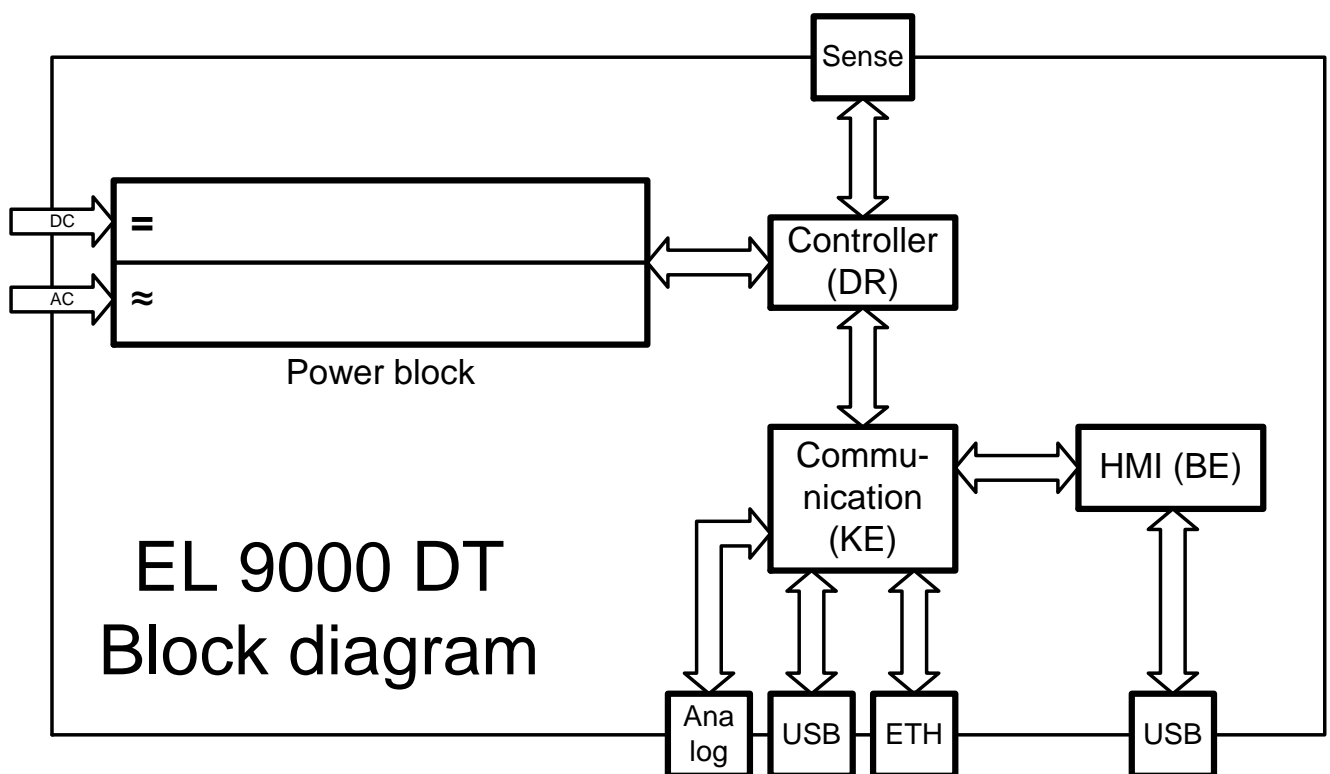 Sense
DC
=
Controller
(DR)
AC
≈
Power block
Commu-
nication
(KE)
HMI (BE)
EL 9000 DT
Block diagram
Ana
log
USB
ETH
USB